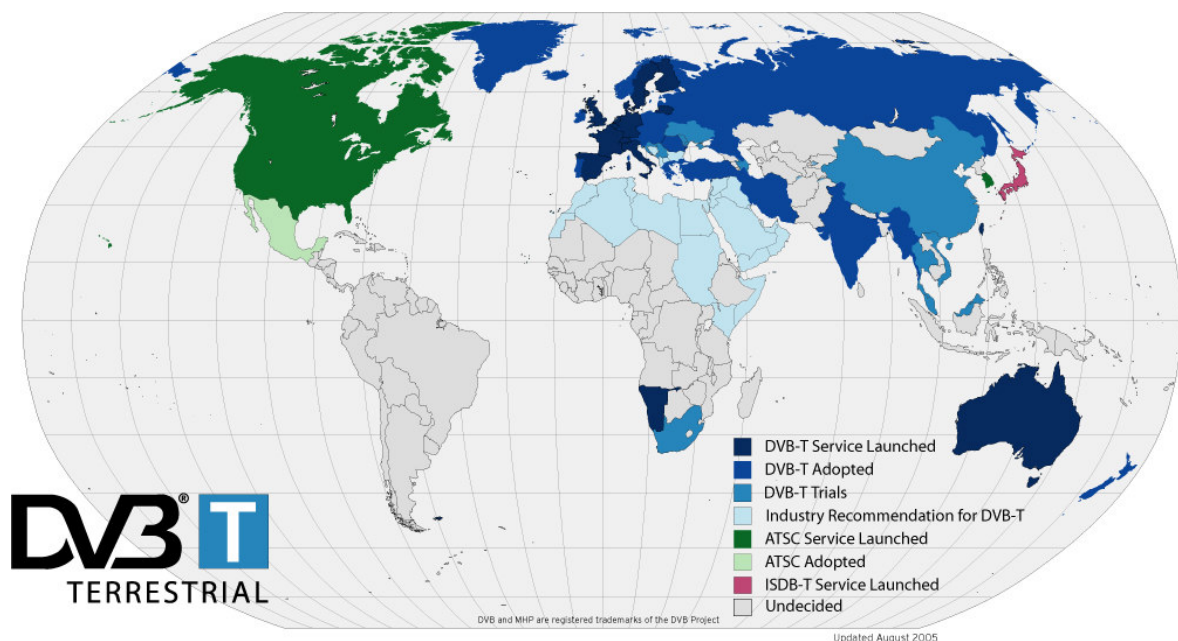 DVB-T Service Launched
DVB-T Adopted
DVB-T Trials
Industry Recommendation for DVB-T
ATSC Service Launched
ATSC Adopted
ISDB-T Service Launched
Undecided
DVB® T
TERRESTRIAL
DVB and MHP are registered trademarks of the DVB Project
Updated August 2005